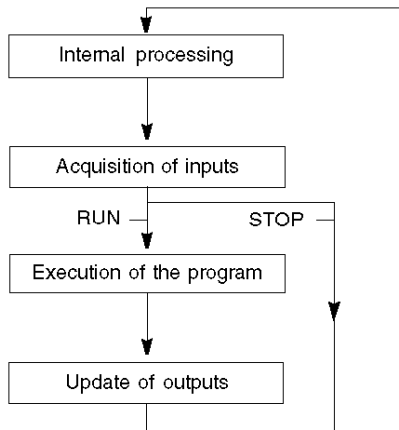 Internal processing
Acquisition of inputs
RUN
STOP
Execution of the program
Update of outputs